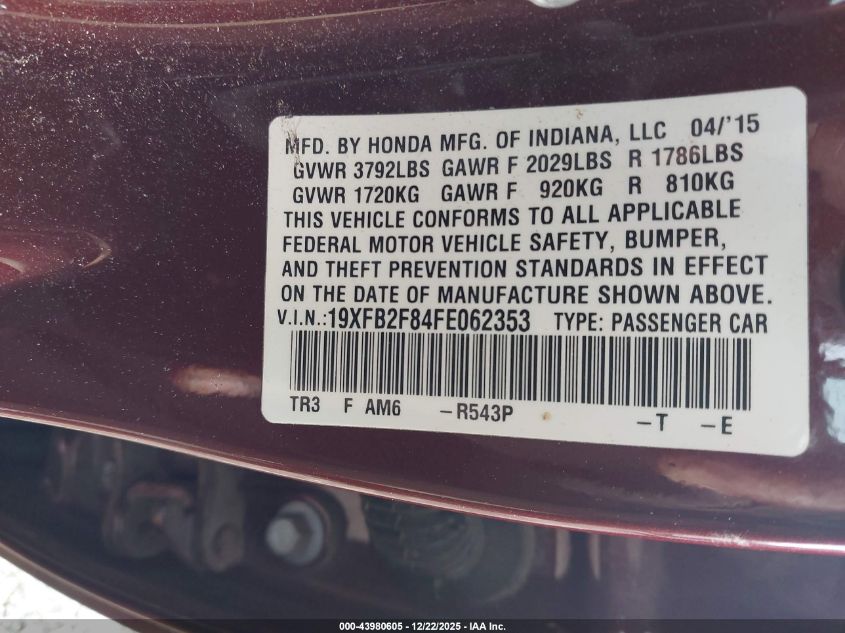 MFD. BY HONDA MFG. OF INDIANA, LLC 04/'15
GVWR 3792LBS GAWR F 2029LBS R 1786LBS
GVWR 1720KG GAWR F 920KG R 810KG
THIS VEHICLE CONFORMS TO ALL APPLICABLE
FEDERAL MOTOR VEHICLE SAFETY, BUMPER,
AND THEFT PREVENTION STANDARDS IN EFFECT
ON THE DATE OF MANUFACTURE SHOWN ABOVE.
V.I.N.:19XFB2F84FE062353 TYPE: PASSENGER CAR
TR3 F AM6 -R543P -T -E
000-43980605 - 12/22/2025 - IAA Inc.